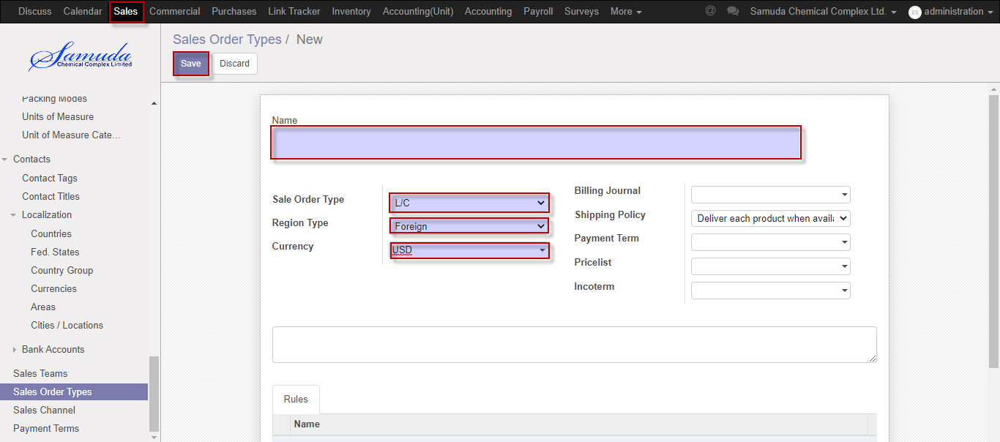 Discuss Calendar Sales Commercial Purchases Link Tracker Inventory Accounting(Unit) Accounting Payroll Surveys More @ Samuda Chemical Complex Ltd. administration
Samuda
Chemical Complex Limited
Packing Modes
Units of Measure
Unit of Measure Cate...
Contacts
Contact Tags
Contact Titles
Localization
Countries
Fed. States
Country Group
Currencies
Areas
Cities / Locations
Bank Accounts
Sales Teams
Sales Order Types
Sales Channel
Payment Terms
Sales Order Types / New
Save Discard
Name
Sale Order Type L/C
Region Type Foreign
Currency USD
Billing Journal
Shipping Policy Deliver each product when availa
Payment Term
Pricelist
Incoterm
Rules
Name